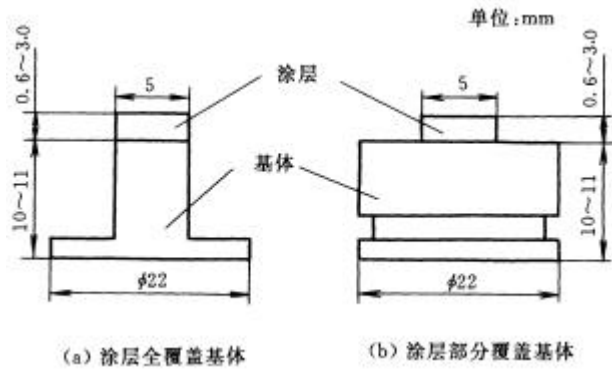 单位:mm
0.6～3.0
5
涂层
5
0.6～3.0
10～11
基体
10～11
ϕ22
ϕ22
(a) 涂层全覆盖基体
(b) 涂层部分覆盖基体